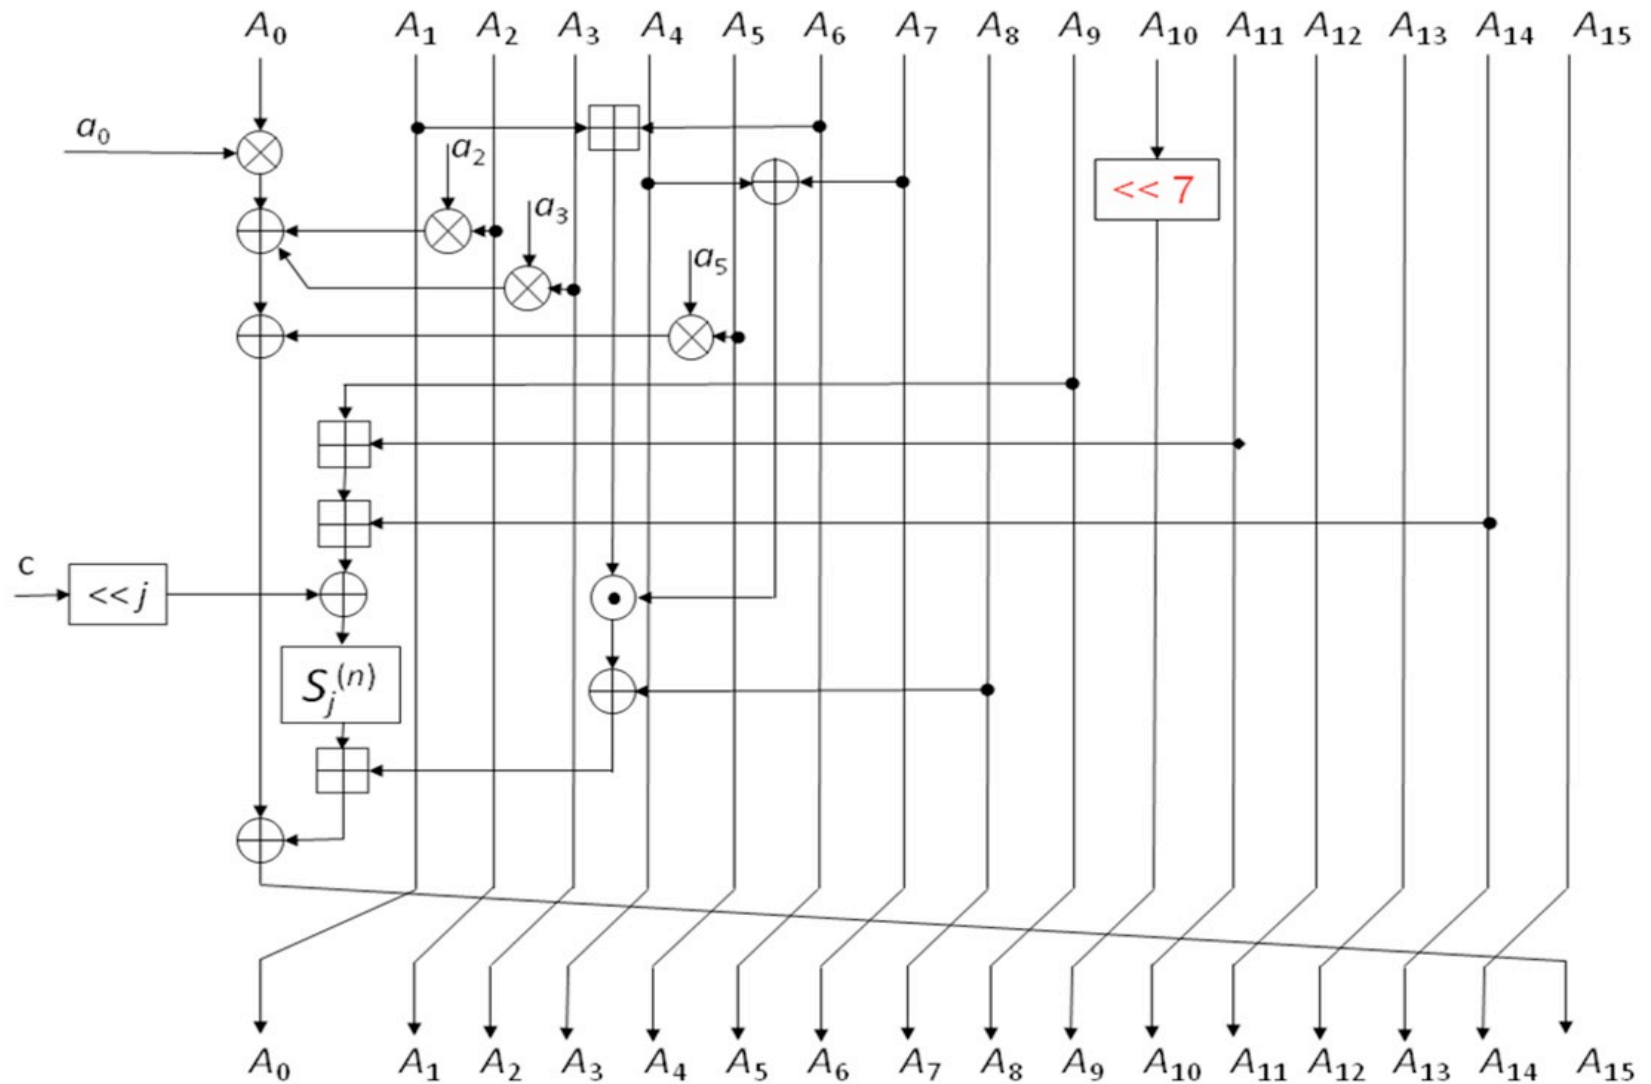 A₀ A₁ A₂ A₃ A₄ A₅ A₆ A₇ A₈ A₉ A₁₀ A₁₁ A₁₂ A₁₃ A₁₄ A₁₅
a₀
a₂
<< 7
a₃
a₅
c
<< j
Sⱼ⁽ⁿ⁾
A₀ A₁ A₂ A₃ A₄ A₅ A₆ A₇ A₈ A₉ A₁₀ A₁₁ A₁₂ A₁₃ A₁₄ A₁₅